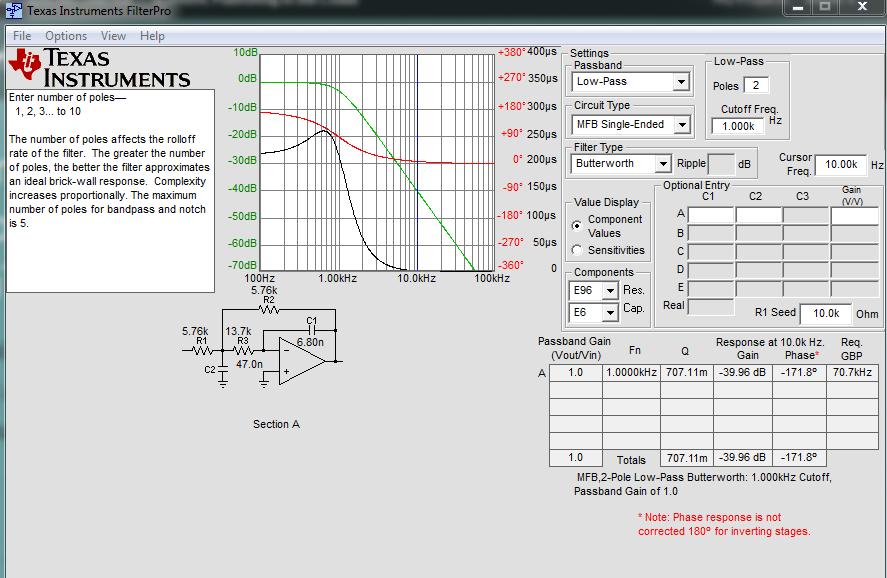 Texas Instruments FilterPro
File Options View Help
TEXAS
INSTRUMENTS
Enter number of poles—
1, 2, 3... to 10
The number of poles affects the rolloff
rate of the filter. The greater the number
of poles, the better the filter approximates
an ideal brick-wall response. Complexity
increases proportionally. The maximum
number of poles for bandpass and notch
is 5.
10dB
0dB
-10dB
-20dB
-30dB
-40dB
-50dB
-60dB
-70dB
100Hz 1.00kHz 10.0kHz 100kHz
+380° 400µs
+270° 350µs
+180° 300µs
+90° 250µs
0° 200µs
-90° 150µs
-180° 100µs
-270° 50µs
-360° 0
5.76k
R2
C1
5.76k 13.7k 6.80n
R1 R3
47.0n
C2
Section A
Settings
Passband
Low-Pass
Circuit Type
MFB Single-Ended
Low-Pass
Poles 2
Cutoff Freq.
1.000k Hz
Filter Type
Butterworth Ripple dB
Cursor
Freq. 10.00k Hz
Value Display
Component
Values
Sensitivities
Components
E96 Res.
E6 Cap.
Optional Entry
C1 C2 C3 Gain
(V/V)
A
B
C
D
E
Real
R1 Seed 10.0k Ohm
Passband Gain
(Vout/Vin)
Fn
Q
Response at 10.0k Hz.
Gain Phase*
Req.
GBP
A 1.0 1.0000kHz 707.11m -39.96 dB -171.8° 70.7kHz
1.0 Totals 707.11m -39.96 dB -171.8°
MFB,2-Pole Low-Pass Butterworth: 1.000kHz Cutoff,
Passband Gain of 1.0
* Note: Phase response is not
corrected 180° for inverting stages.